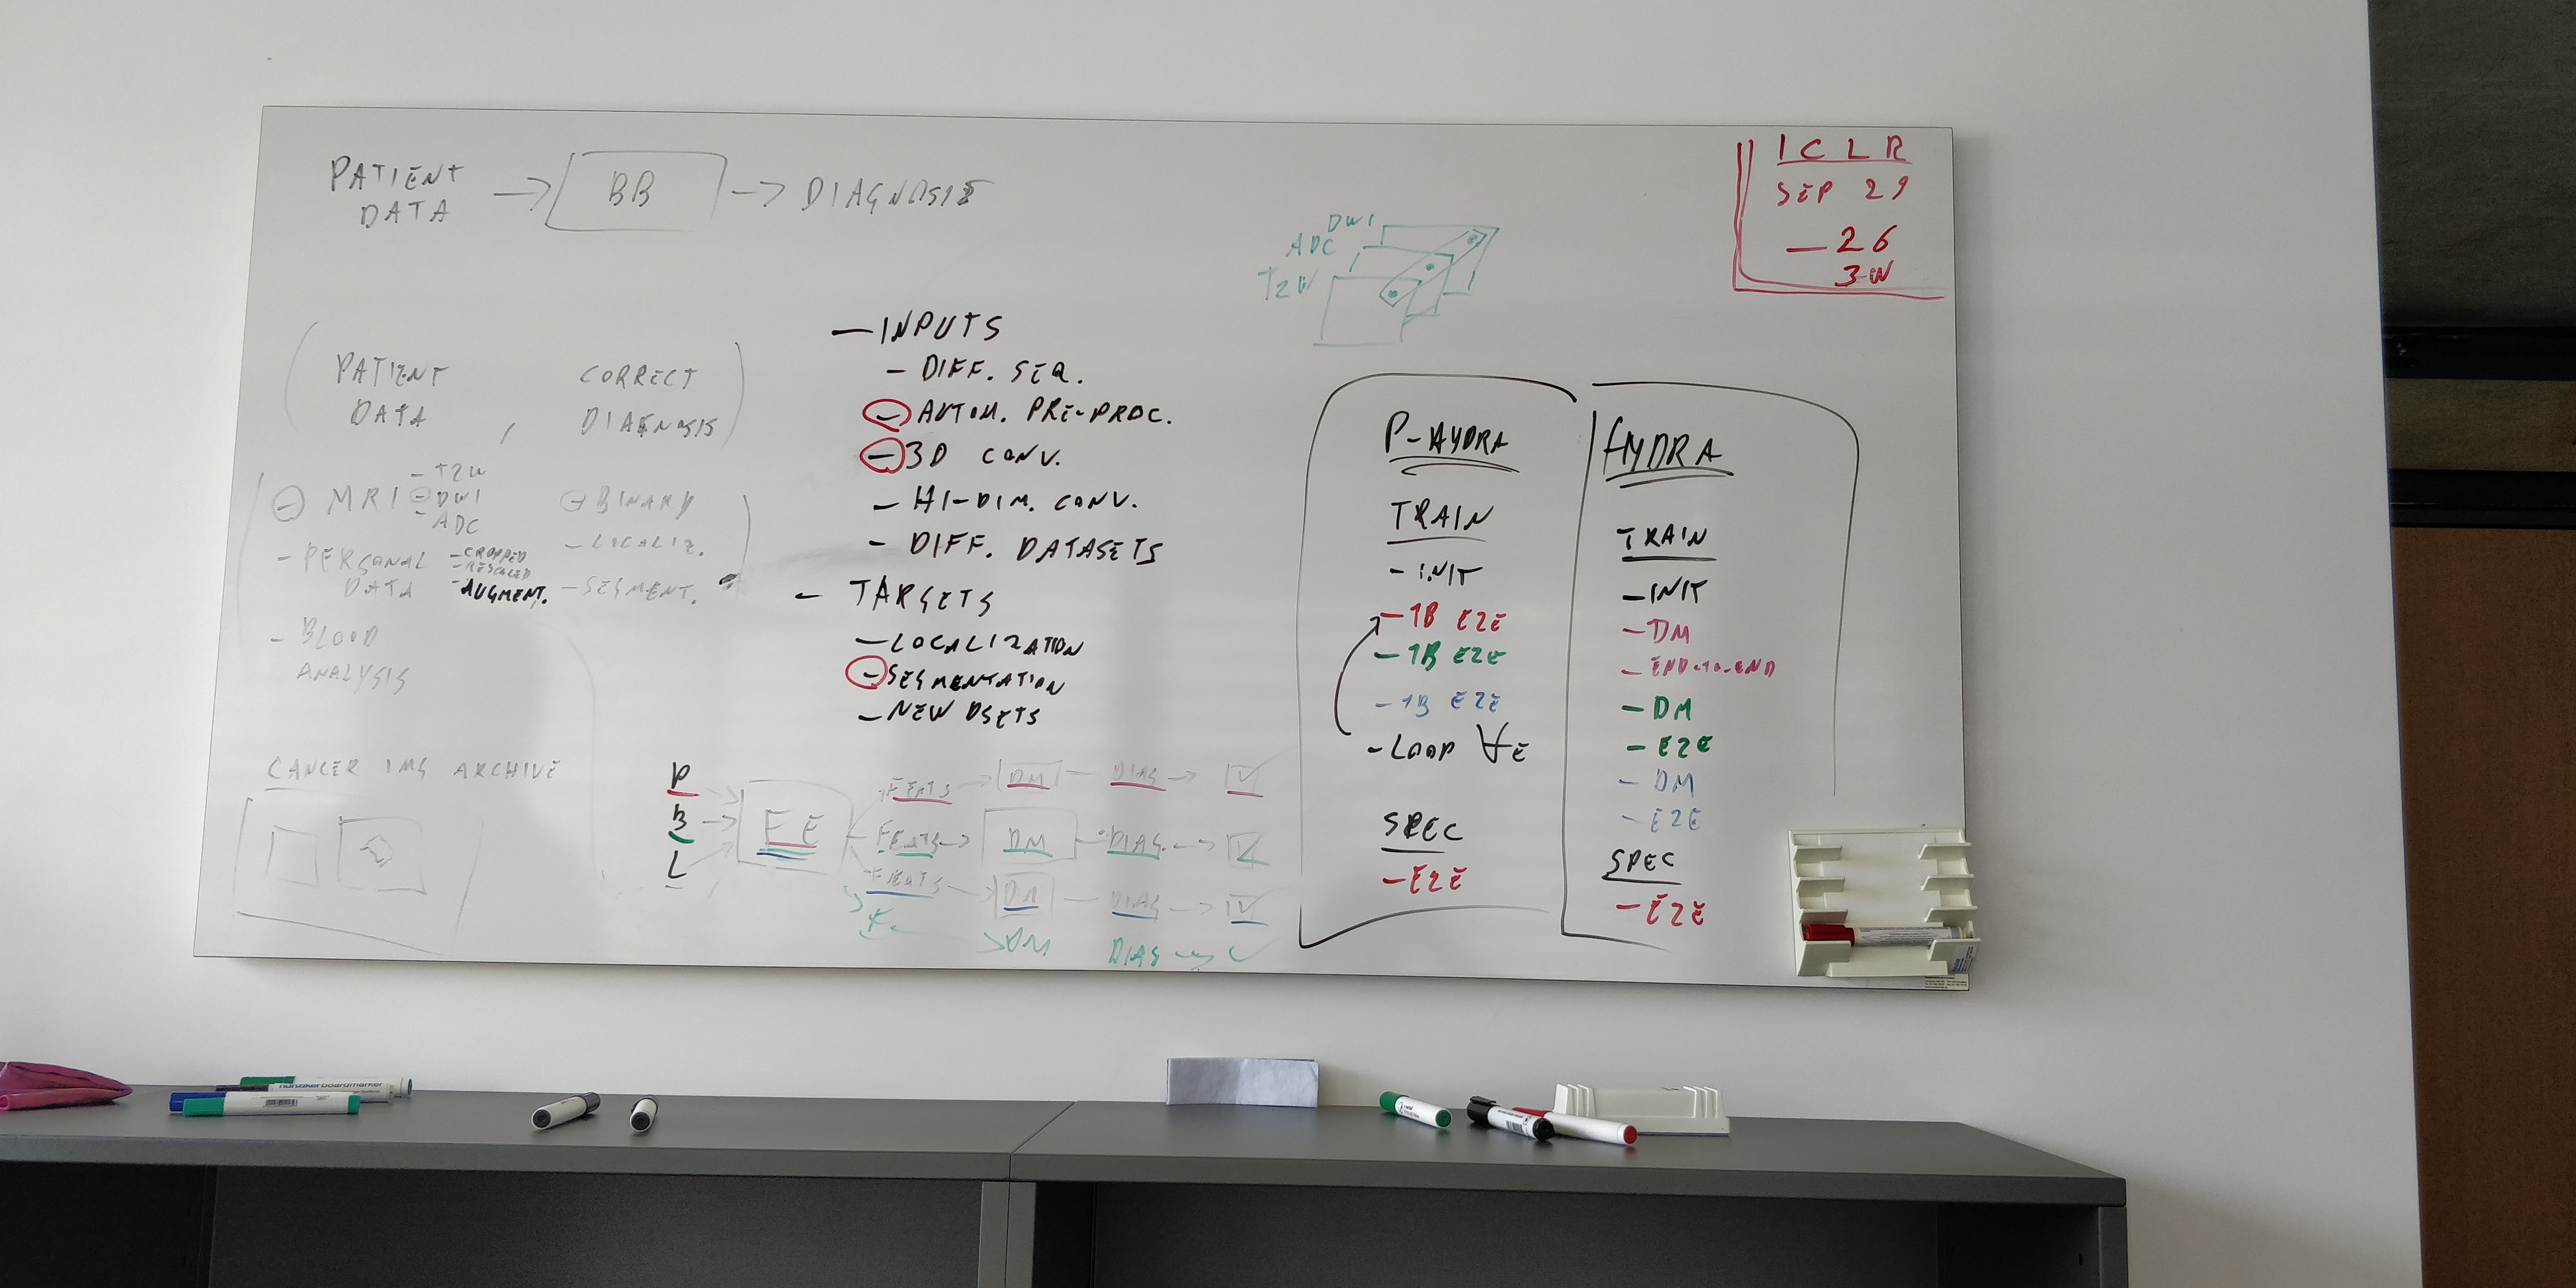 PATIENT
DATA
BB
DIAGNOSIS
PATIENT
DATA
,
CORRECT
DIAGNOSIS
- MRI
- T2W
- DWI
- ADC
- PERSONAL
DATA
- CROPPED
- RESCALED
- AUGMENT.
- BLOOD
ANALYSIS
- BINARY
- LOCALIZ.
- SEGMENT.
CANCER IMG ARCHIVE
- INPUTS
- DIFF. SEQ.
- AUTOM. PRE-PROC.
- 3D CONV.
- HI-DIM. CONV.
- DIFF. DATASETS
- TARGETS
- LOCALIZATION
- SEGMENTATION
- NEW DSETS
P
B
L
FE
FEATS
DM
DIAG
FEATS
DM
DIAG.
FEATS
DM
DIAG
DM
DIAG
DWI
ADC
T2W
ICLR
SEP 29
- 26
3W
P-HYDRA
TRAIN
- INIT
- 1B E2E
- 1B E2E
- 1B E2E
- LOOP ∀E
SPEC
- E2E
HYDRA
TRAIN
- INIT
- DM
- END-TO-END
- DM
- E2E
- DM
- E2E
SPEC
- E2E
boardmarker